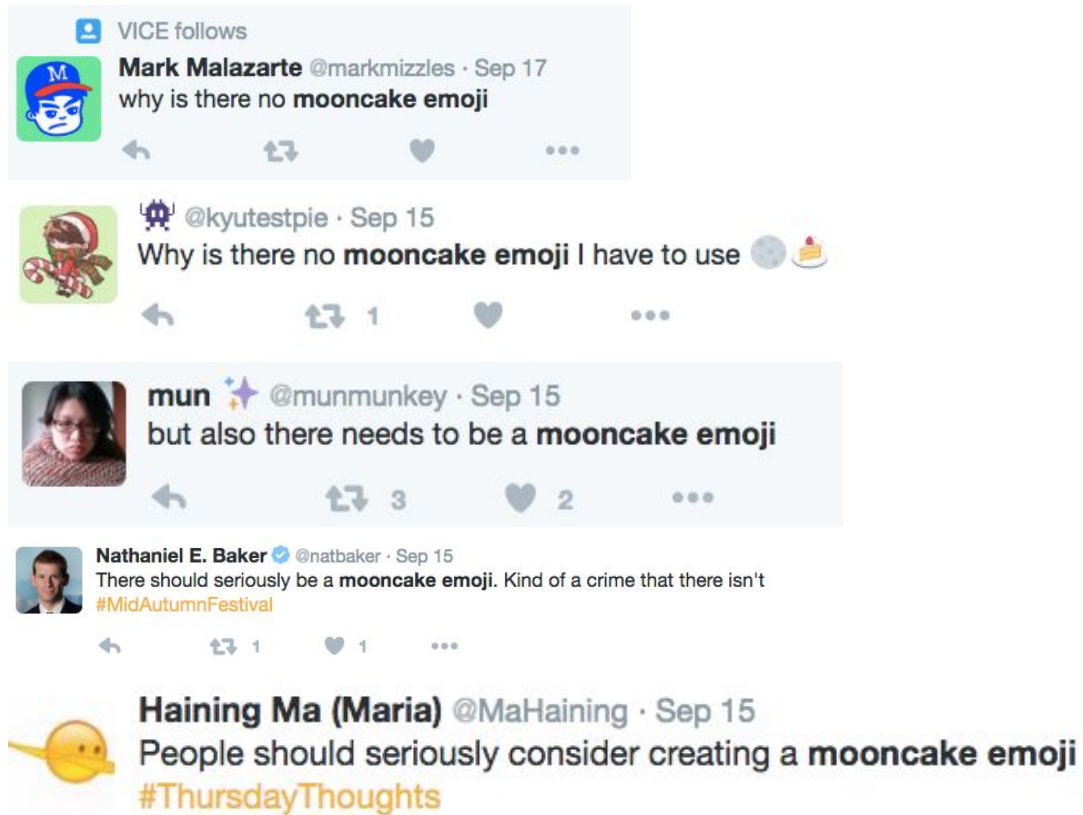 VICE follows
Mark Malazarte @markmizzles · Sep 17
M
why is there no mooncake emoji
@kyutestpie · Sep 15
Why is there no mooncake emoji I have to use
1
mun @munmunkey · Sep 15
but also there needs to be a mooncake emoji
3 2
Nathaniel E. Baker @natbaker · Sep 15
There should seriously be a mooncake emoji. Kind of a crime that there isn't
#MidAutumnFestival
1 1
Haining Ma (Maria) @MaHaining · Sep 15
People should seriously consider creating a mooncake emoji
#ThursdayThoughts